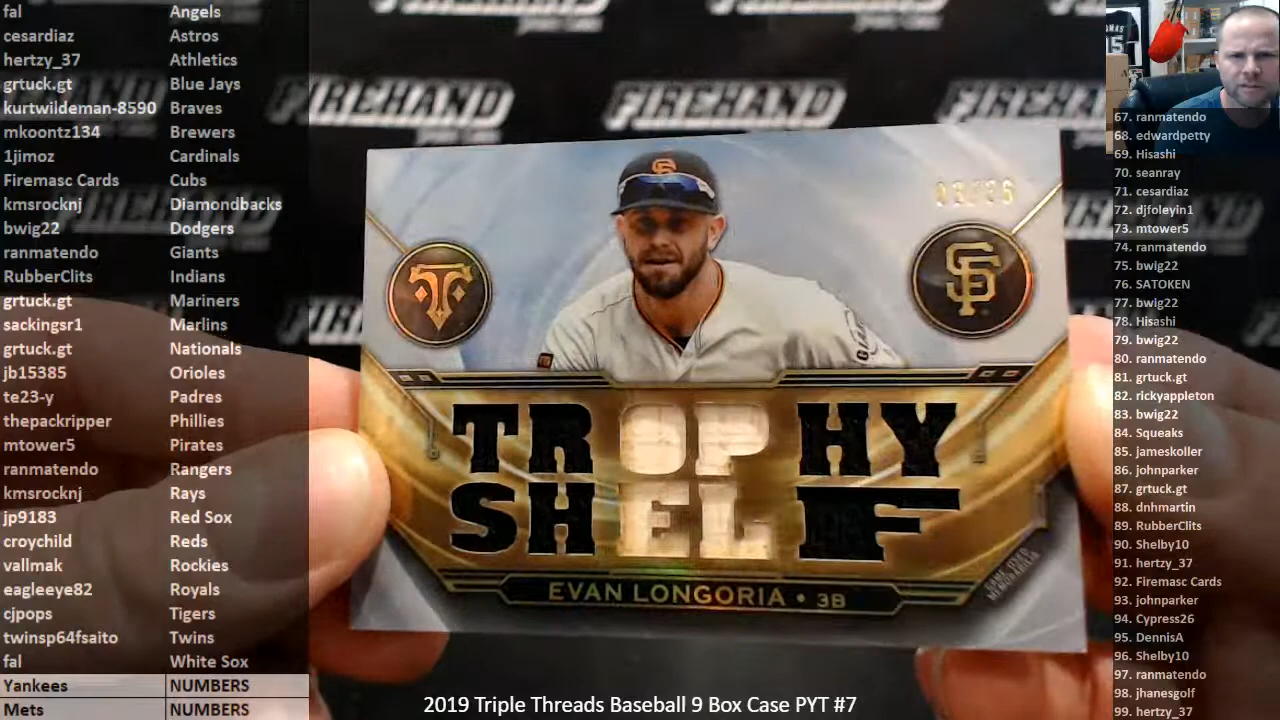 fal Angels
cesardiaz Astros
hertzy_37 Athletics
grtuck.gt Blue Jays
kurtwildeman-8590 Braves
mkoontz134 Brewers
1jimoz Cardinals
Firemasc Cards Cubs
kmsrocknj Diamondbacks
bwig22 Dodgers
ranmatendo Giants
RubberClits Indians
grtuck.gt Mariners
sackingsr1 Marlins
grtuck.gt Nationals
jb15385 Orioles
te23-y Padres
thepackripper Phillies
mtower5 Pirates
ranmatendo Rangers
kmsrocknj Rays
jp9183 Red Sox
croychild Reds
vallmak Rockies
eagleeye82 Royals
cjpops Tigers
twinsp64fsaito Twins
fal White Sox
Yankees NUMBERS
Mets NUMBERS
FIREHAND
FIREHAND
FIREHAND
SF
TROPHY
SHELF
EVAN LONGORIA • 3B
2019 Triple Threads Baseball 9 Box Case PYT #7
67. ranmatendo
68. edwardpetty
69. Hisashi
70. seanray
71. cesardiaz
72. djfoleyin1
73. mtower5
74. ranmatendo
75. bwig22
76. SATOKEN
77. bwig22
78. Hisashi
79. bwig22
80. ranmatendo
81. grtuck.gt
82. rickyappleton
83. bwig22
84. Squeaks
85. jameskoller
86. johnparker
87. grtuck.gt
88. dnhmartin
89. RubberClits
90. Shelby10
91. hertzy_37
92. Firemasc Cards
93. johnparker
94. Cypress26
95. DennisA
96. Shelby10
97. ranmatendo
98. jhanesgolf
99. hertzy_37